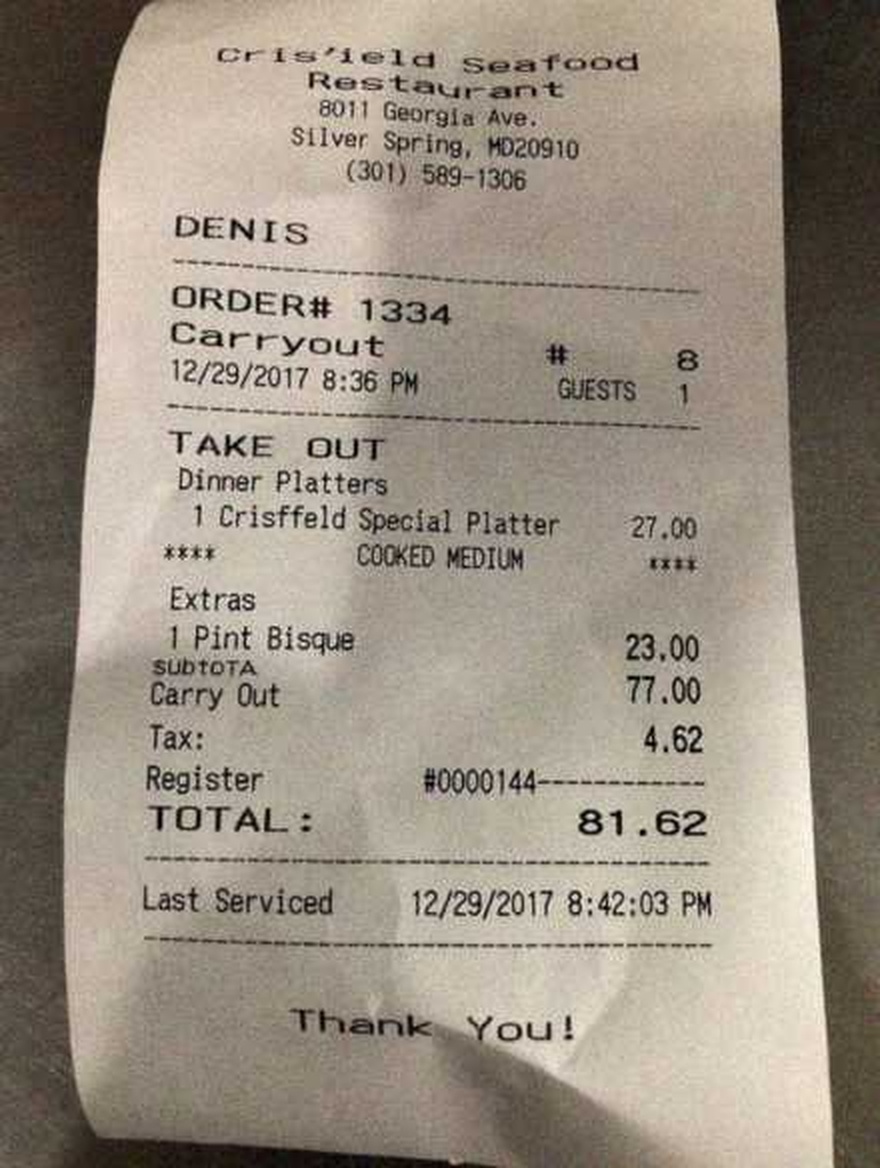 Cris'ield Seafood
Restaurant
8011 Georgia Ave.
Silver Spring, MD20910
(301) 589-1306
DENIS
ORDER# 1334
Carryout # 8
12/29/2017 8:36 PM GUESTS 1
TAKE OUT
Dinner Platters
1 Crisffeld Special Platter 27.00
**** COOKED MEDIUM ****
Extras
1 Pint Bisque 23.00
SUBTOTA
Carry Out 77.00
Tax: 4.62
Register #0000144------------
TOTAL: 81.62
Last Serviced 12/29/2017 8:42:03 PM
Thank You!